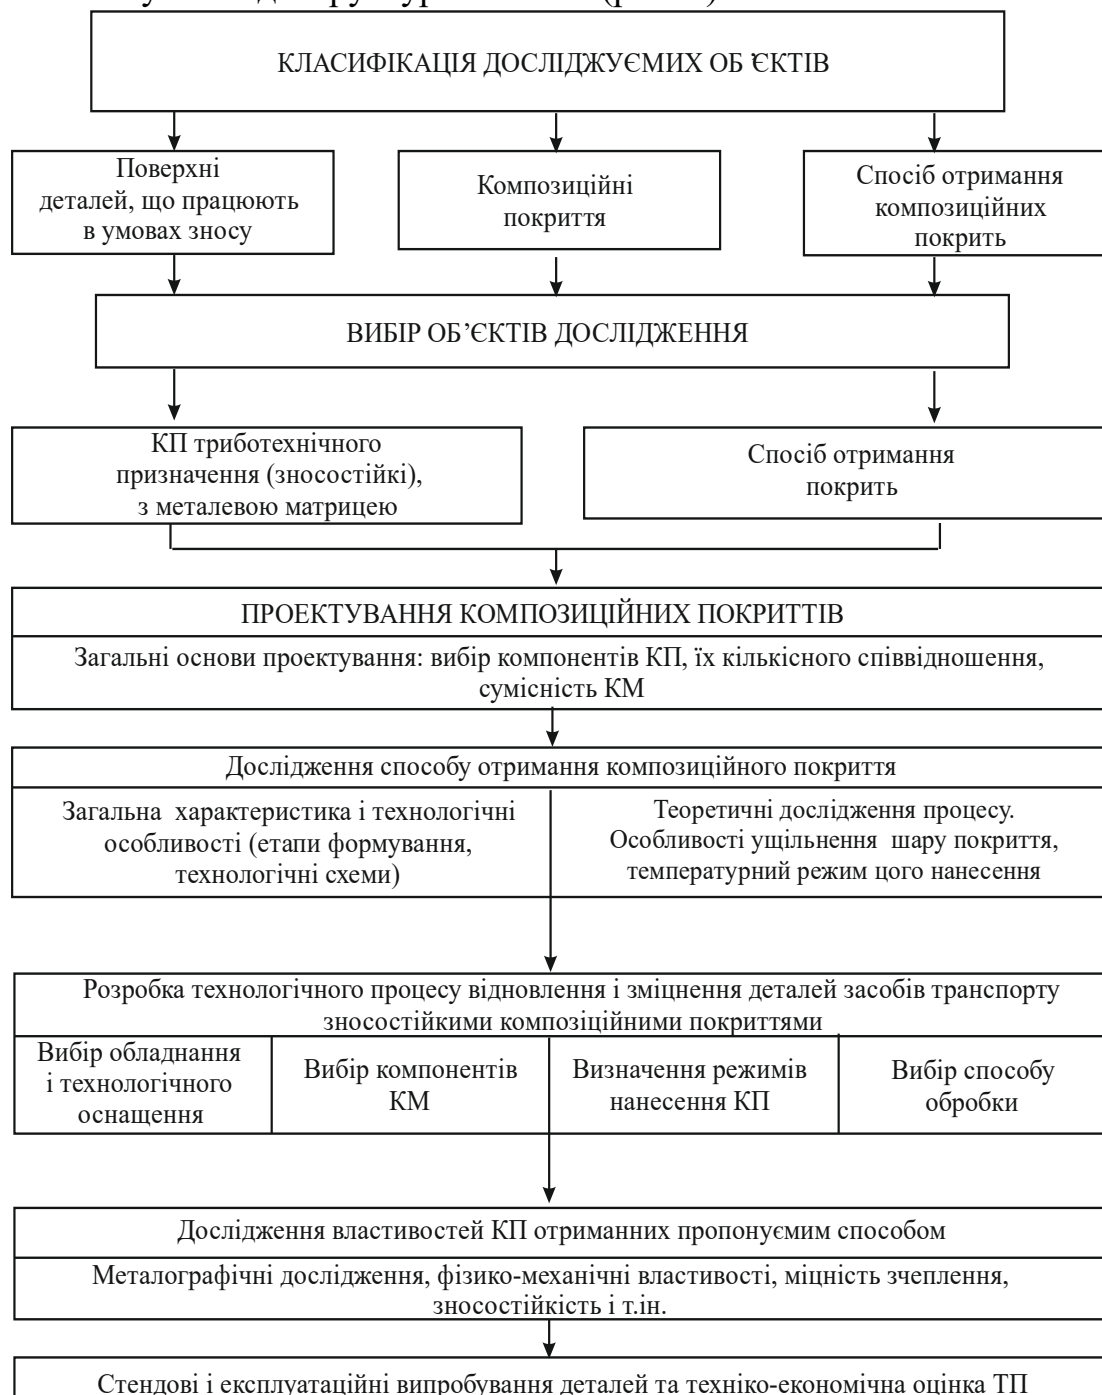 КЛАСИФІКАЦІЯ ДОСЛІДЖУЄМИХ ОБ’ЄКТІВ
Поверхні
деталей, що працюють
в умовах зносу
Композиційні
покриття
Спосіб отримання
композиційних
покрить
ВИБІР ОБ’ЄКТІВ ДОСЛІДЖЕННЯ
КП триботехнічного
призначення (зносостійкі),
з металевою матрицею
Спосіб отримання
покрить
ПРОЕКТУВАННЯ КОМПОЗИЦІЙНИХ ПОКРИТТІВ
Загальні основи проектування: вибір компонентів КП, їх кількісного співвідношення,
сумісність КМ
Дослідження способу отримання композиційного покриття
Загальна характеристика і технологічні
особливості (етапи формування,
технологічні схеми)
Теоретичні дослідження процесу.
Особливості ущільнення шару покриття,
температурний режим цого нанесення
Розробка технологічного процесу відновлення і зміцнення деталей засобів транспорту
зносостійкими композіційними покриттями
Вибір обладнання
і технологічного
оснащення
Вибір компонентів
КМ
Визначення режимів
нанесення КП
Вибір способу
обробки
Дослідження властивостей КП отриманних пропонуємим способом
Металографічні дослідження, фізико-механічні властивості, міцність зчеплення,
зносостійкість і т.ін.
Стендові і експлуатаційні випробування деталей та техніко-економічна оцінка ТП